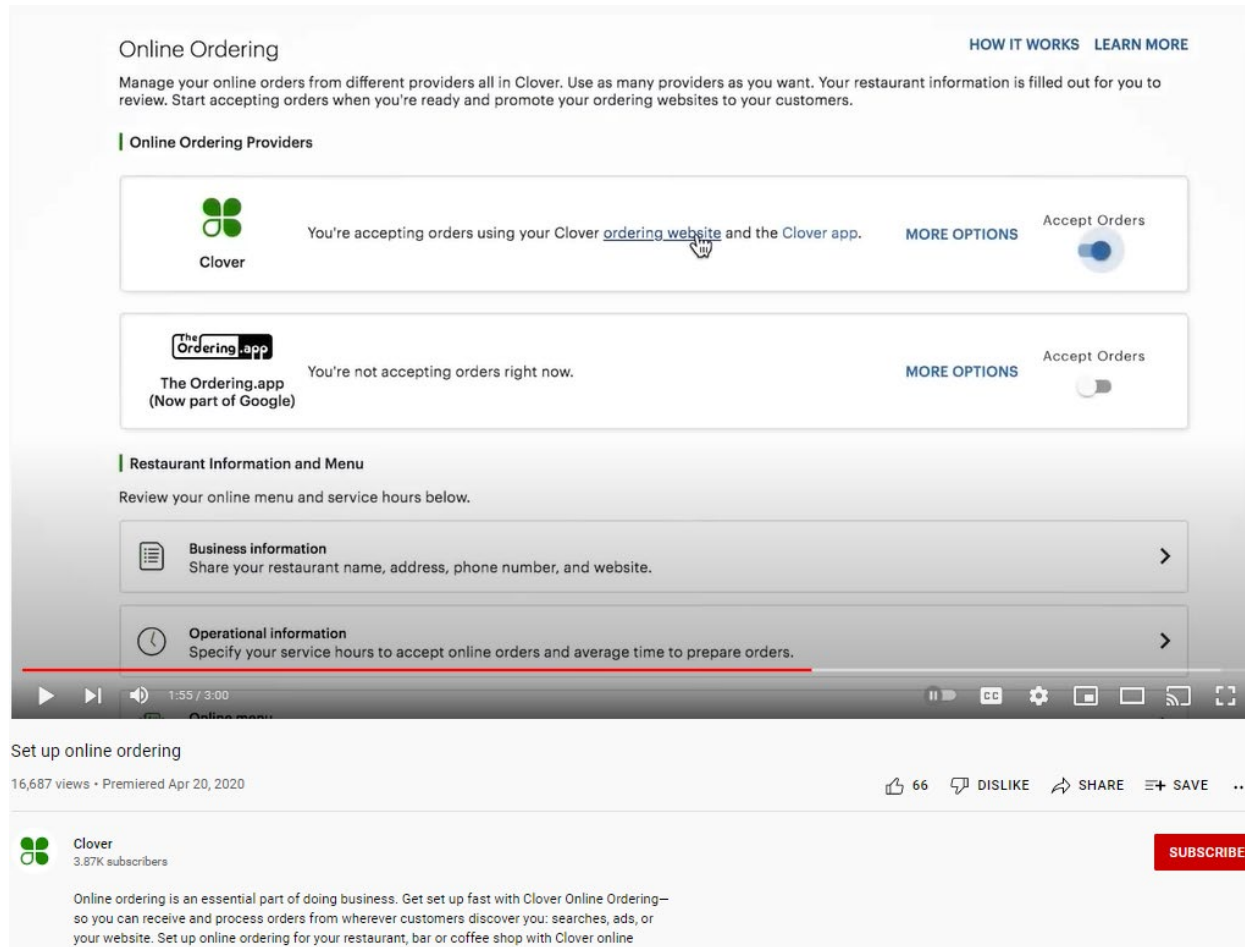 Online Ordering
HOW IT WORKS LEARN MORE
Manage your online orders from different providers all in Clover. Use as many providers as you want. Your restaurant information is filled out for you to
review. Start accepting orders when you're ready and promote your ordering websites to your customers.
Online Ordering Providers
Clover
You're accepting orders using your Clover ordering website and the Clover app.
MORE OPTIONS
Accept Orders
The Ordering.app
The Ordering.app
(Now part of Google)
You're not accepting orders right now.
MORE OPTIONS
Accept Orders
Restaurant Information and Menu
Review your online menu and service hours below.
Business information
Share your restaurant name, address, phone number, and website.
Operational information
Specify your service hours to accept online orders and average time to prepare orders.
Online menu
1:55 / 3:00
CC
Set up online ordering
16,687 views • Premiered Apr 20, 2020
66 DISLIKE SHARE SAVE
Clover
3.87K subscribers
SUBSCRIBE
Online ordering is an essential part of doing business. Get set up fast with Clover Online Ordering—
so you can receive and process orders from wherever customers discover you: searches, ads, or
your website. Set up online ordering for your restaurant, bar or coffee shop with Clover online